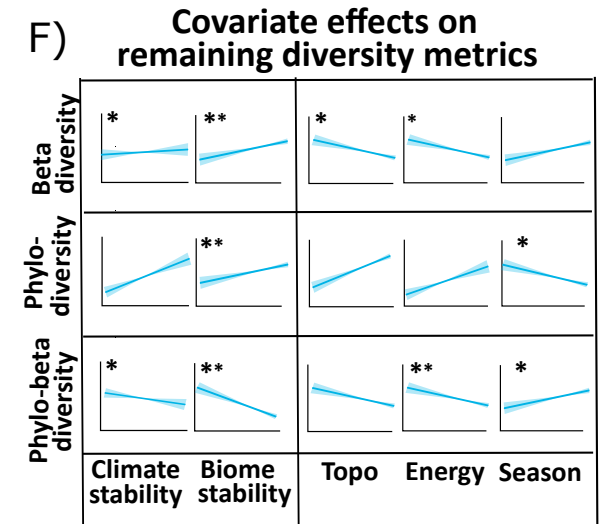 F)
Covariate effects on
remaining diversity metrics
Beta
diversity
* ** * *
Phylo-
diversity
** *
Phylo-beta
diversity
* ** ** *
Climate
stability
Biome
stability
Topo
Energy
Season